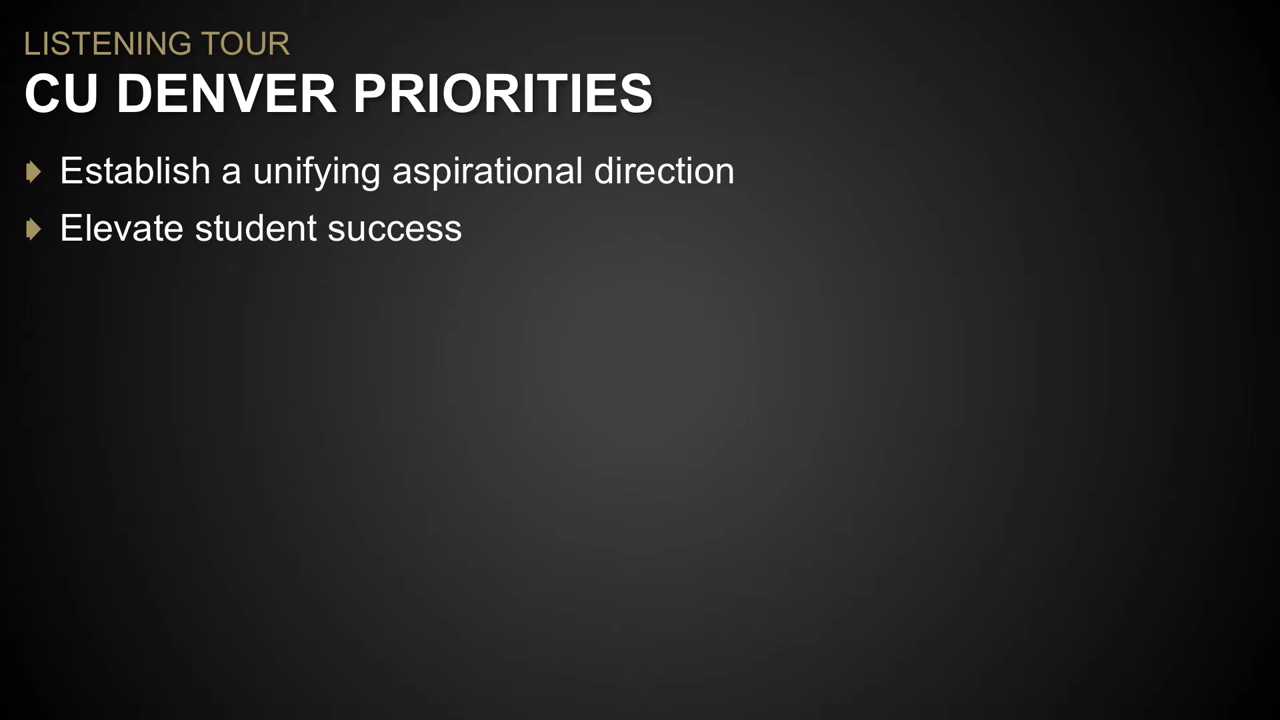 LISTENING TOUR
CU DENVER PRIORITIES
Establish a unifying aspirational direction
Elevate student success